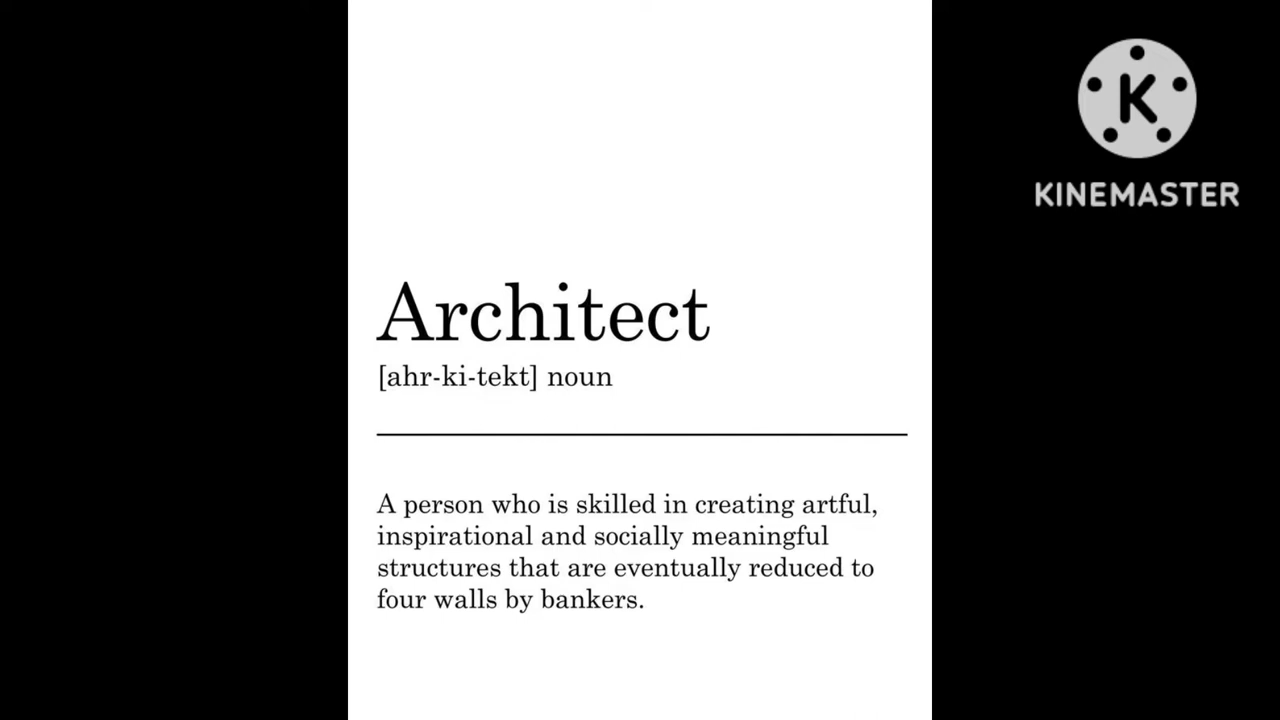 K
KINEMASTER
Architect
[ahr-ki-tekt] noun
A person who is skilled in creating artful,
inspirational and socially meaningful
structures that are eventually reduced to
four walls by bankers.